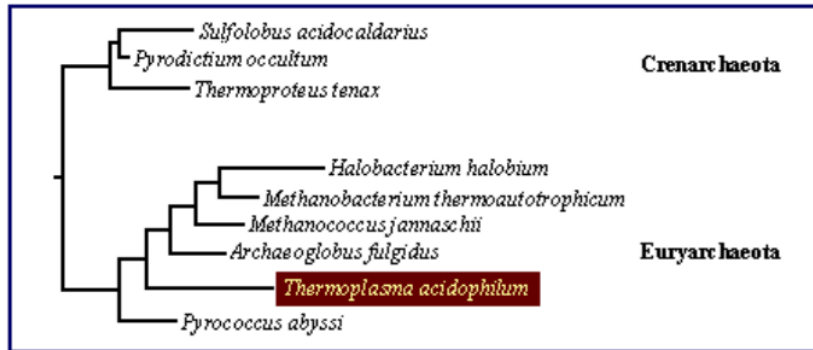 Sulfolobus acidocaldarius
Pyrodictium occultum
Crenarchaeota
Thermoproteus tenax
Halobacterium halobium
Methanobacterium thermoautotrophicum
Methanococcus jannaschii
Archaeoglobus fulgidus
Euryarchaeota
Thermoplasma acidophilum
Pyrococcus abyssi